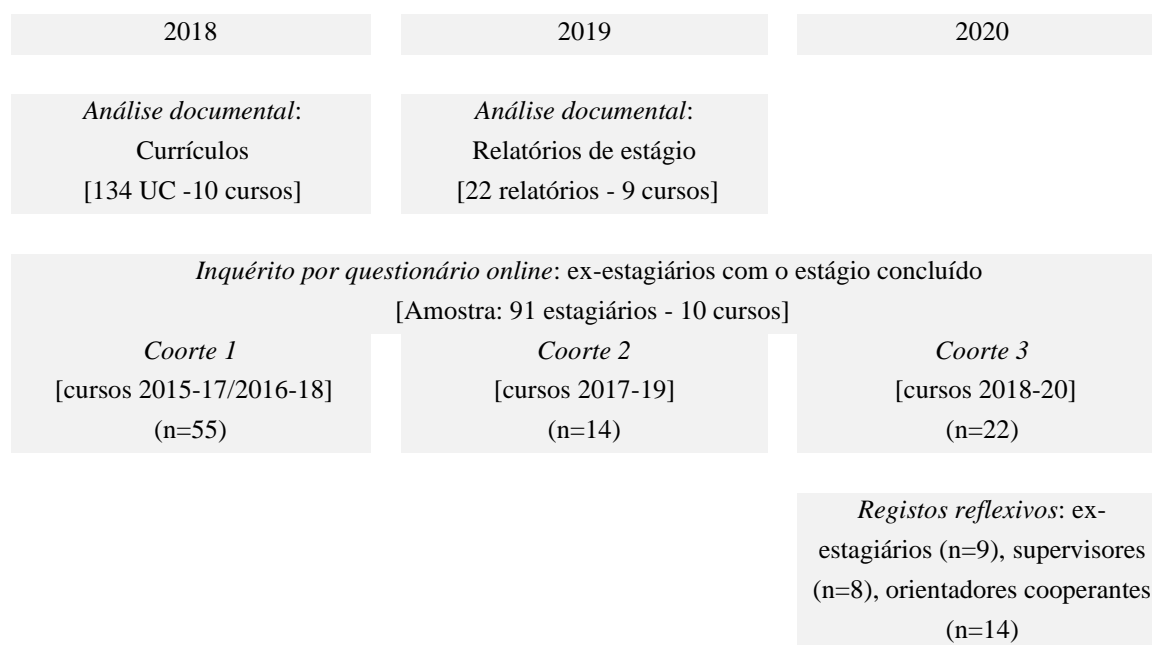 2018
2019
2020
Análise documental:
Currículos
[134 UC -10 cursos]
Análise documental:
Relatórios de estágio
[22 relatórios - 9 cursos]
Inquérito por questionário online: ex-estagiários com o estágio concluído
[Amostra: 91 estagiários - 10 cursos]
Coorte 1
[cursos 2015-17/2016-18]
(n=55)
Coorte 2
[cursos 2017-19]
(n=14)
Coorte 3
[cursos 2018-20]
(n=22)
Registos reflexivos: ex-
estagiários (n=9), supervisores
(n=8), orientadores cooperantes
(n=14)